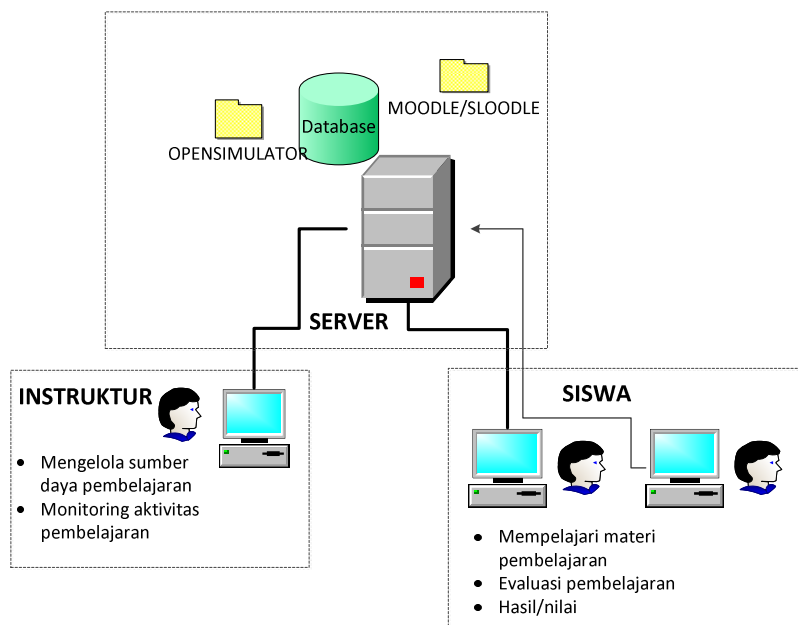 MOODLE/SLOODLE
Database
OPENSIMULATOR
SERVER
INSTRUKTUR
• Mengelola sumber
daya pembelajaran
• Monitoring aktivitas
pembelajaran
SISWA
• Mempelajari materi
pembelajaran
• Evaluasi pembelajaran
• Hasil/nilai